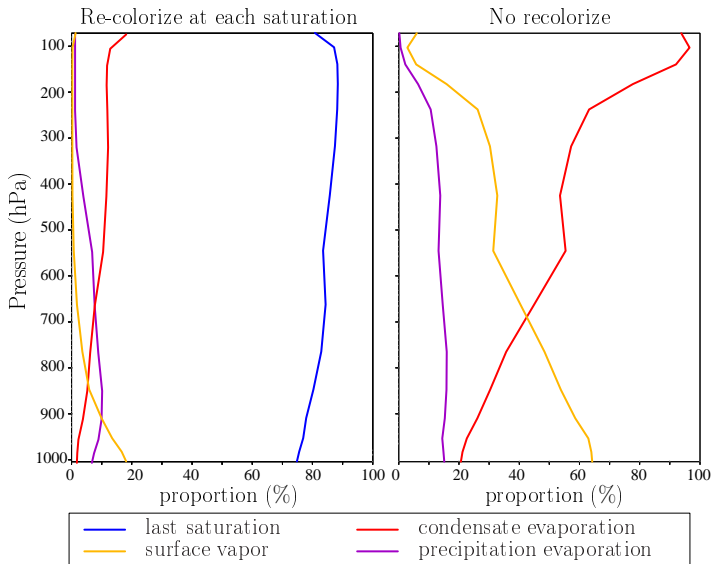 Re-colorize at each saturation
No recolorize
Pressure (hPa)
100
200
300
400
500
600
700
800
900
1000
0 20 40 60 80 100
0 20 40 60 80 100
proportion (%)
proportion (%)
last saturation
condensate evaporation
surface vapor
precipitation evaporation